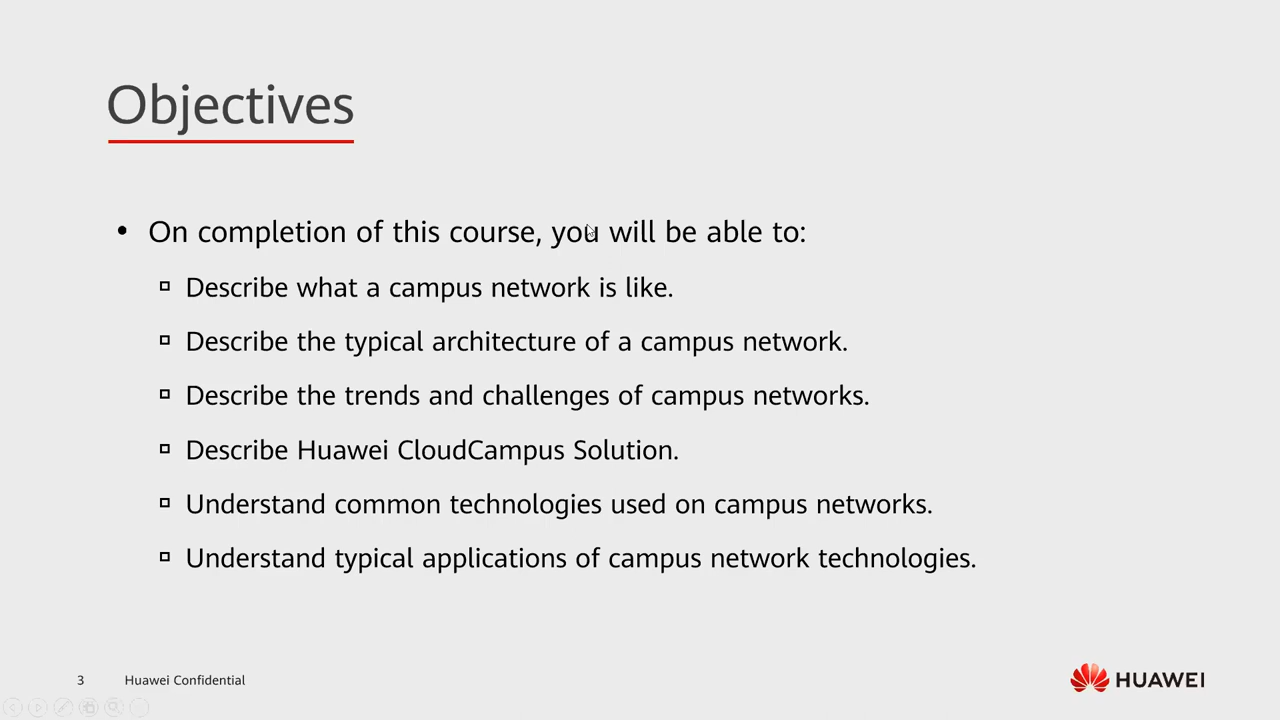 Objectives
• On completion of this course, you will be able to:
▫ Describe what a campus network is like.
▫ Describe the typical architecture of a campus network.
▫ Describe the trends and challenges of campus networks.
▫ Describe Huawei CloudCampus Solution.
▫ Understand common technologies used on campus networks.
▫ Understand typical applications of campus network technologies.
3 Huawei Confidential
HUAWEI